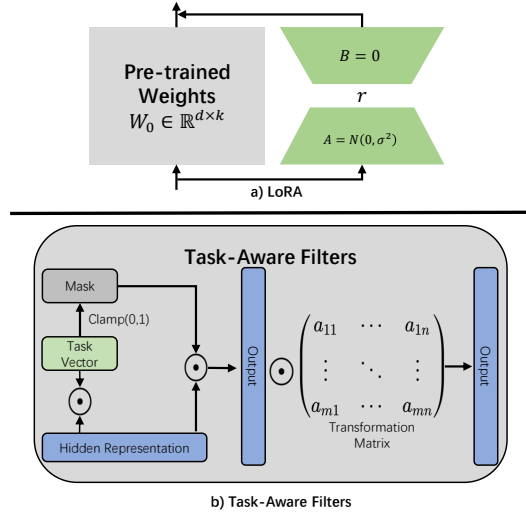 Pre-trained
Weights
W₀ ∈ ℝᵈˣᵏ
B = 0
r
A = N(0, σ²)
a) LoRA
Task-Aware Filters
Mask
Clamp(0,1)
Task
Vector
Hidden Representation
Output
a₁₁ ⋯ a₁ₙ
⋮ ⋱ ⋮
aₘ₁ ⋯ aₘₙ
Transformation
Matrix
Output
b) Task-Aware Filters